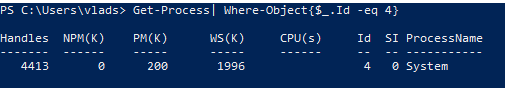 PS C:\Users\vlads> Get-Process| Where-Object{$_.Id -eq 4}
Handles  NPM(K)    PM(K)      WS(K)     CPU(s)     Id  SI ProcessName
-------  ------    -----      -----     ------     --  -- -----------
   4413       0      200       1996                 4   0 System